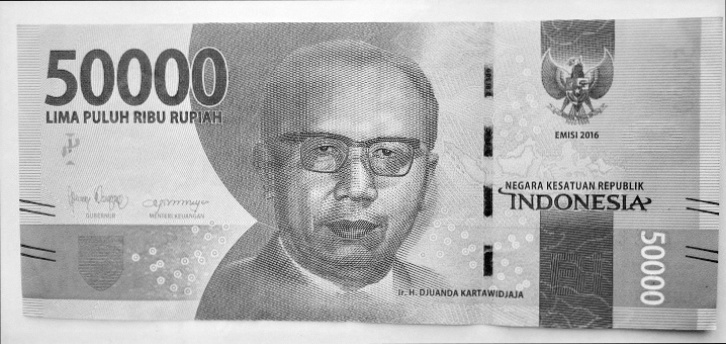 50000
LIMA PULUH RIBU RUPIAH
GUBERNUR
MENTERI KEUANGAN
EMISI 2016
NEGARA KESATUAN REPUBLIK
INDONESIA
50000
Ir. H. DJUANDA KARTAWIDJAJA